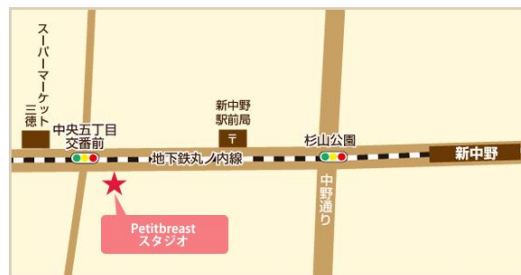 スーパーマーケット
三徳
中央五丁目
交番前
新中野
駅前局
〒
杉山公園
地下鉄丸ノ内線
新中野
中野通り
Petitbreast
スタジオ